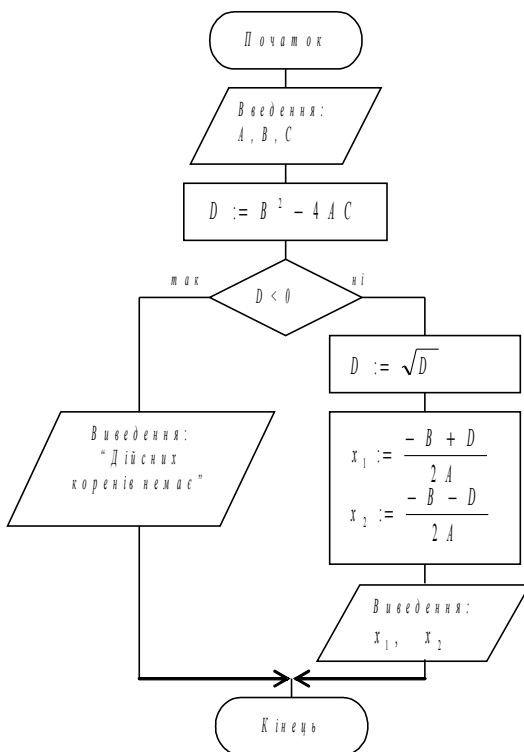 Початок
Введення:
A, B, C
D := B² − 4AC
так
ні
D < 0
D := √D
Виведення:
“Дійсних
коренів немає”
x₁ := (−B + D) / 2A
x₂ := (−B − D) / 2A
Виведення:
x₁, x₂
Кінець